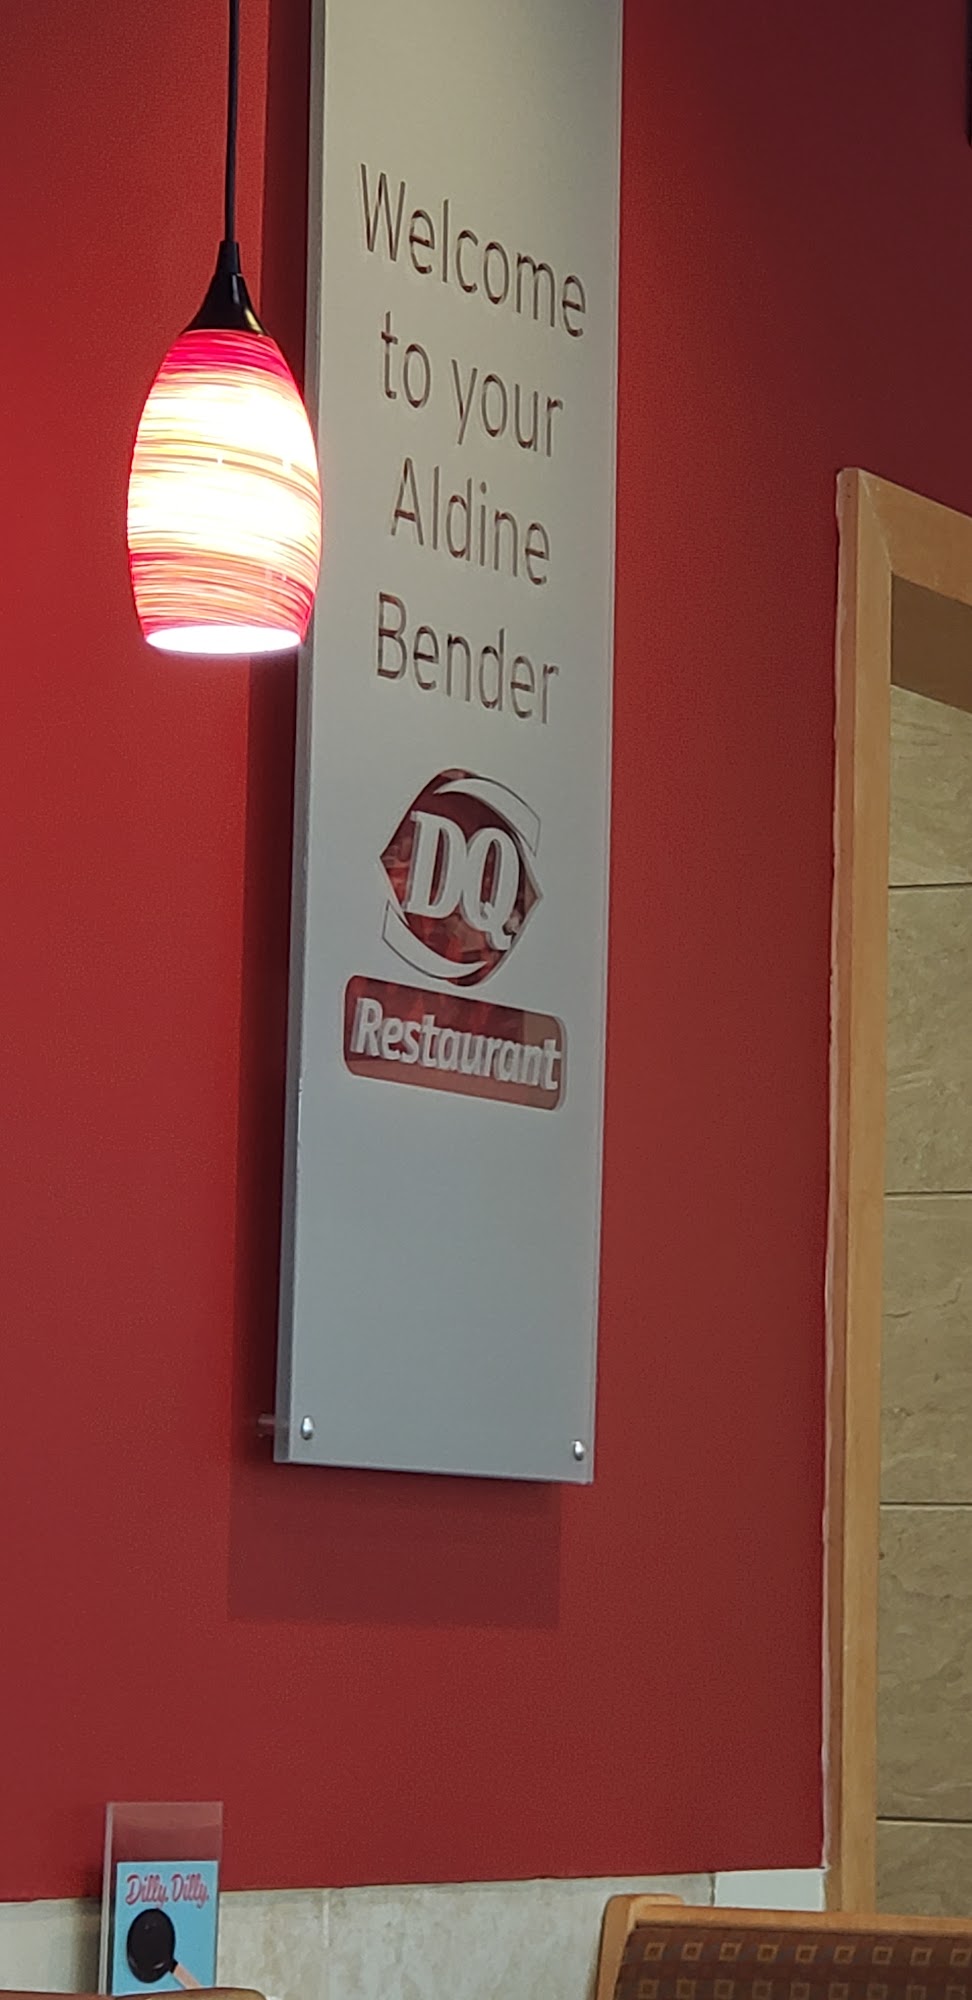 Welcome
to your
Aldine
Bender
DQ
Restaurant
Dilly, Dilly.